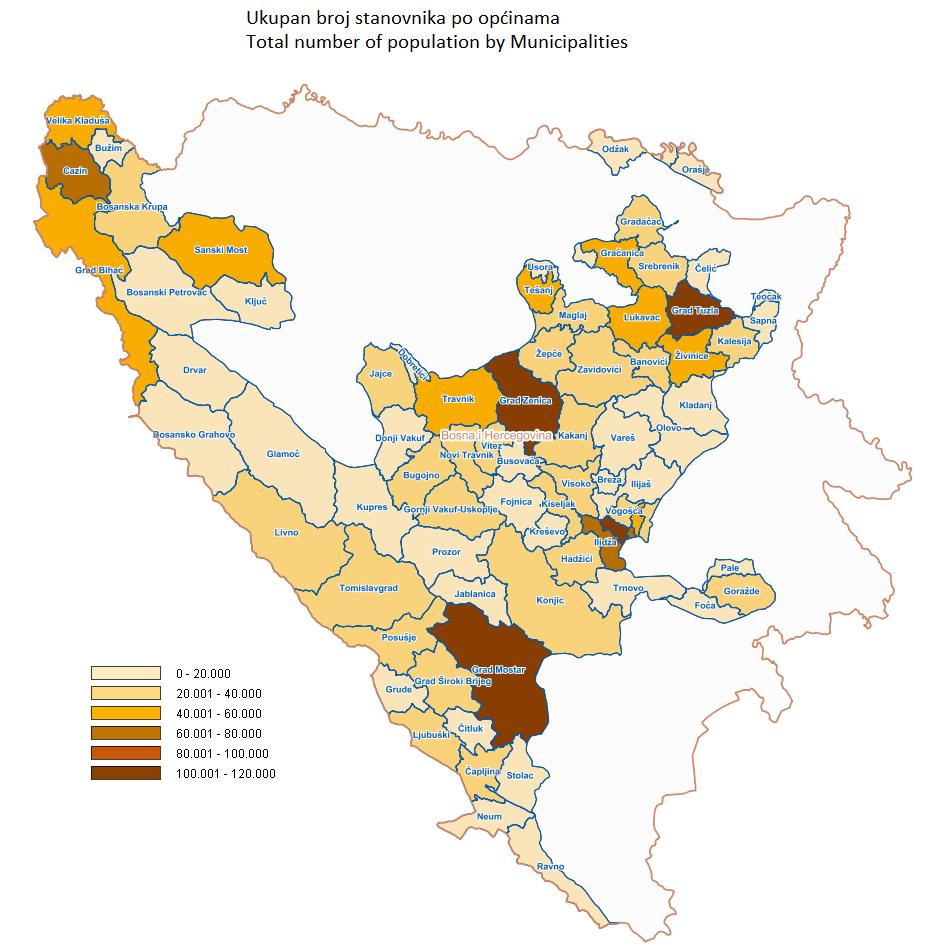 Ukupan broj stanovnika po općinama
Total number of population by Municipalities
Velika Kladuša
Bužim
Cazin
Bosanska Krupa
Sanski Most
Grad Bihać
Bosanski Petrovac
Ključ
Drvar
Bosansko Grahovo
Glamoč
Odžak
Orašje
Gradačac
Gračanica
Srebrenik
Čelić
Usora
Tešanj
Maglaj
Lukavac
Grad Tuzla
Teočak
Sapna
Kalesija
Živinice
Banovići
Žepče
Zavidovići
Jajce
Dobretići
Travnik
Grad Zenica
Kladanj
Olovo
Vareš
Kakanj
Bosna i Hercegovina
Donji Vakuf
Vitez
Novi Travnik
Busovača
Bugojno
Visoko
Breza
Ilijaš
Kupres
Gornji Vakuf-Uskoplje
Fojnica
Kiseljak
Vogošća
Livno
Kreševo
Ilidža
Prozor
Hadžići
Tomislavgrad
Jablanica
Konjic
Trnovo
Pale
Goražde
Foča
Posušje
Grad Mostar
Grad Široki Brijeg
Grude
Ljubuški
Čitluk
Čapljina
Stolac
Neum
Ravno
0 - 20.000
20.001 - 40.000
40.001 - 60.000
60.001 - 80.000
80.001 - 100.000
100.001 - 120.000